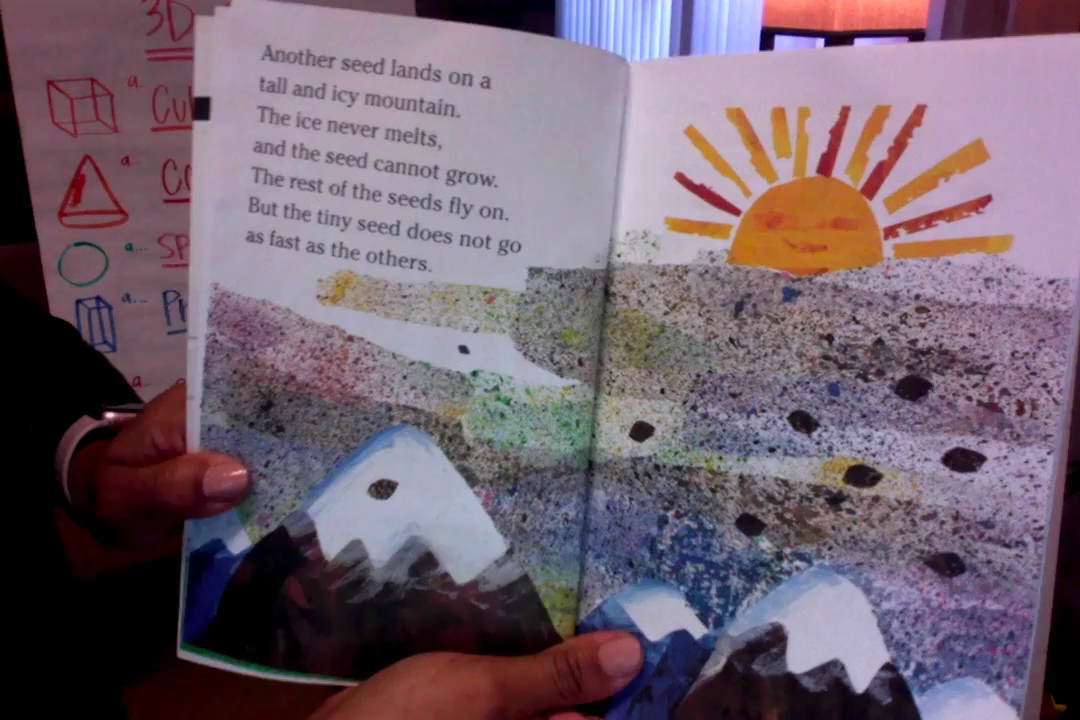 Another seed lands on a
tall and icy mountain.
The ice never melts,
and the seed cannot grow.
The rest of the seeds fly on.
But the tiny seed does not go
as fast as the others.
3D
a
a
a...
a...
a...